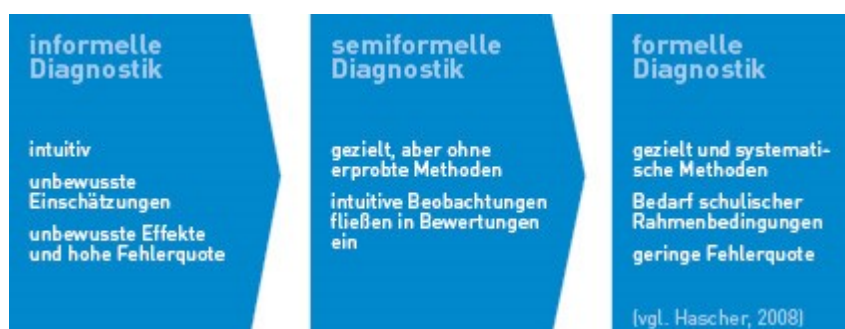 informelle
Diagnostik
intuitiv
unbewusste
Einschätzungen
unbewusste Effekte
und hohe Fehlerquote
semiformelle
Diagnostik
gezielt, aber ohne
erprobte Methoden
intuitive Beobachtungen
fließen in Bewertungen
ein
formelle
Diagnostik
gezielt und systemati-
sche Methoden
Bedarf schulischer
Rahmenbedingungen
geringe Fehlerquote
(vgl. Hascher, 2008)